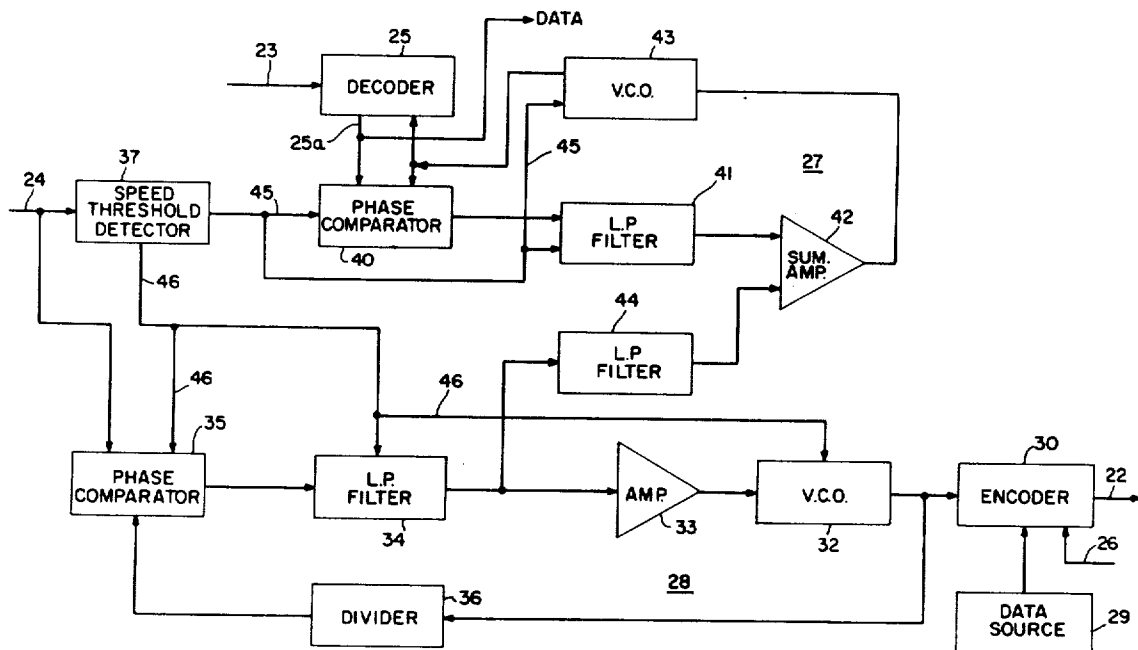 DATA
25
43
23
DECODER
V.C.O.
25a
45
27
37
24
SPEED
THRESHOLD
DETECTOR
45
41
PHASE
COMPARATOR
40
L.P
FILTER
42
SUM.
AMP.
46
44
L.P
FILTER
46
46
35
30
PHASE
COMPARATOR
L.P.
FILTER
34
AMP.
33
V.C.O.
32
ENCODER
22
26
28
36
DIVIDER
DATA
SOURCE
29